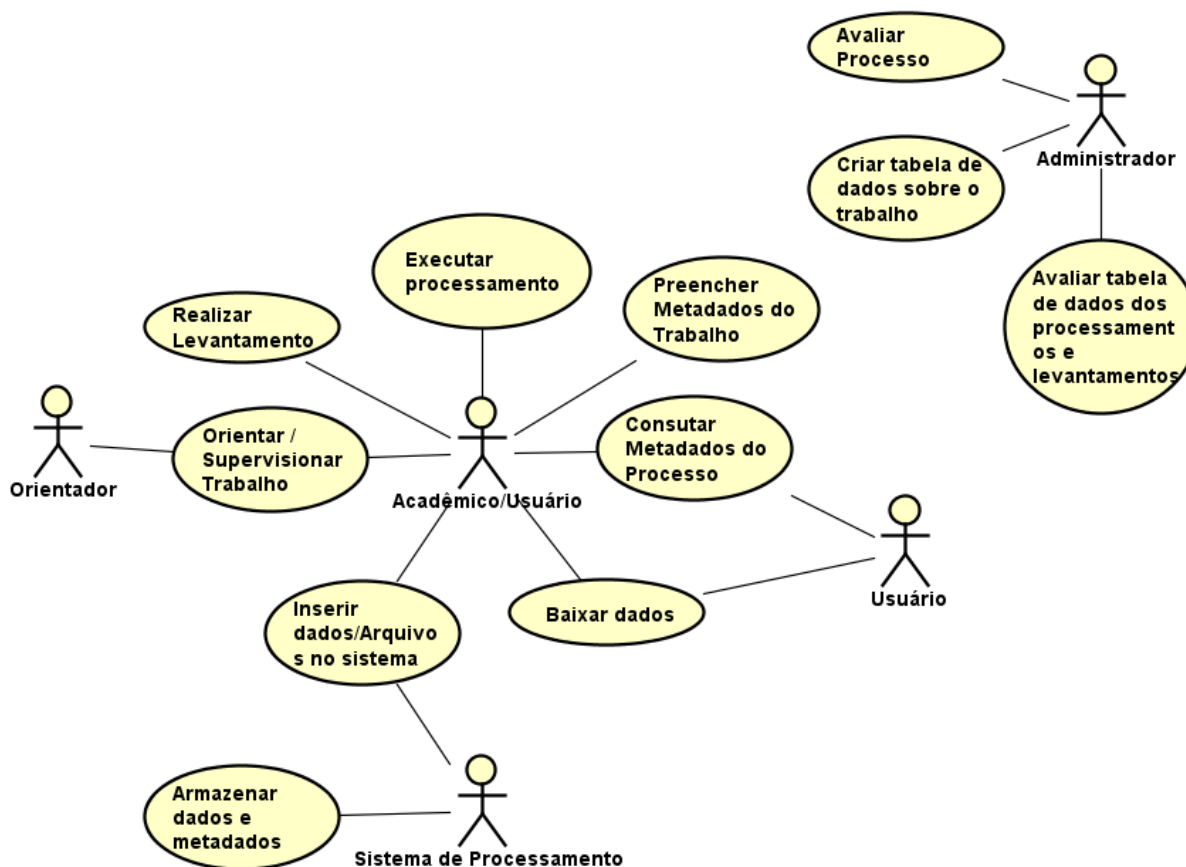 Avaliar
Processo
Administrador
Criar tabela de
dados sobre o
trabalho
Avaliar tabela
de dados dos
processament
os e
levantamentos
Executar
processamento
Preencher
Metadados do
Trabalho
Realizar
Levantamento
Orientador
Orientar /
Supervisionar
Trabalho
Acadêmico/Usuário
Consutar
Metadados do
Processo
Usuário
Inserir
dados/Arquivo
s no sistema
Baixar dados
Armazenar
dados e
metadados
Sistema de Processamento